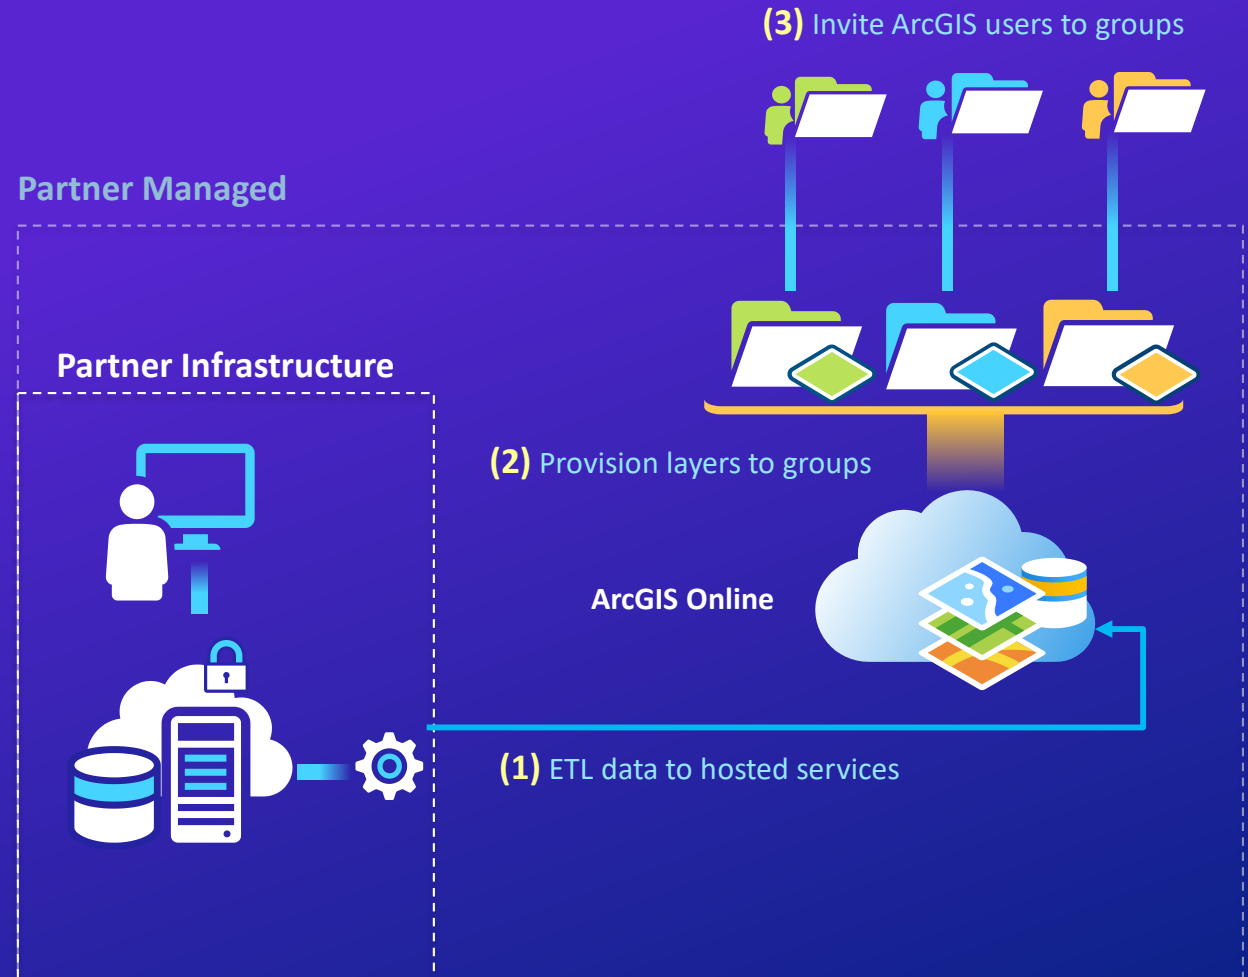 (3) Invite ArcGIS users to groups
Partner Managed
Partner Infrastructure
(2) Provision layers to groups
ArcGIS Online
(1) ETL data to hosted services